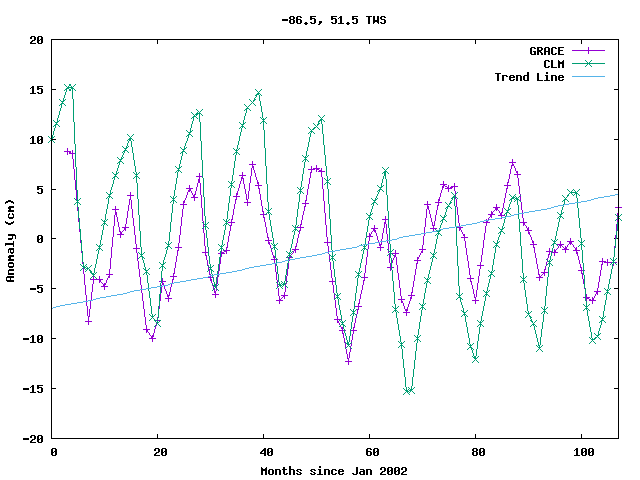 -86.5, 51.5 TWS
GRACE
CLM
Trend Line
20
15
10
5
0
-5
-10
-15
-20
Anomaly (cm)
0 20 40 60 80 100
Months since Jan 2002